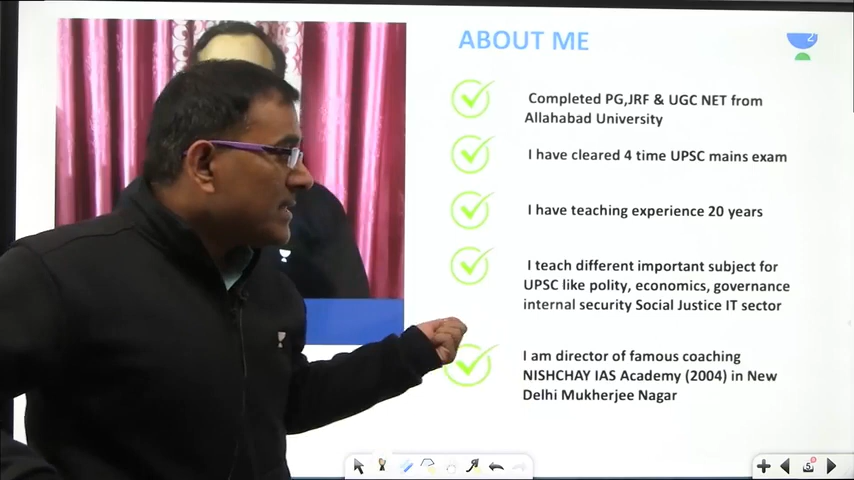 ABOUT ME
2
Completed PG,JRF & UGC NET from
Allahabad University
I have cleared 4 time UPSC mains exam
I have teaching experience 20 years
I teach different important subject for
UPSC like polity, economics, governance
internal security Social Justice IT sector
I am director of famous coaching
NISHCHAY IAS Academy (2004) in New
Delhi Mukherjee Nagar
5